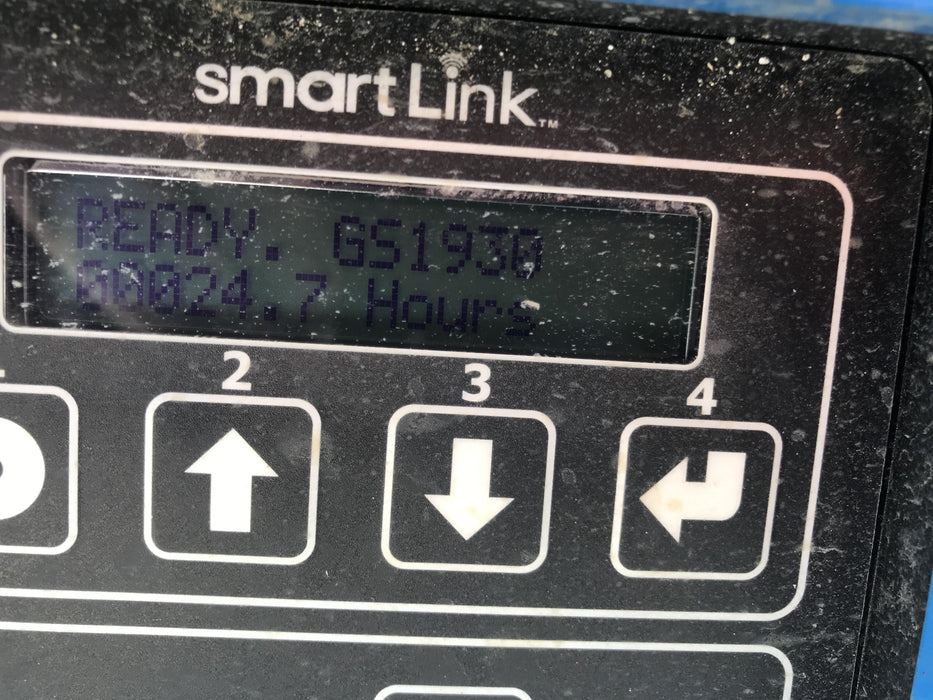 smartLink™
READY. GS1930
00024.7 Hours
2 3 4